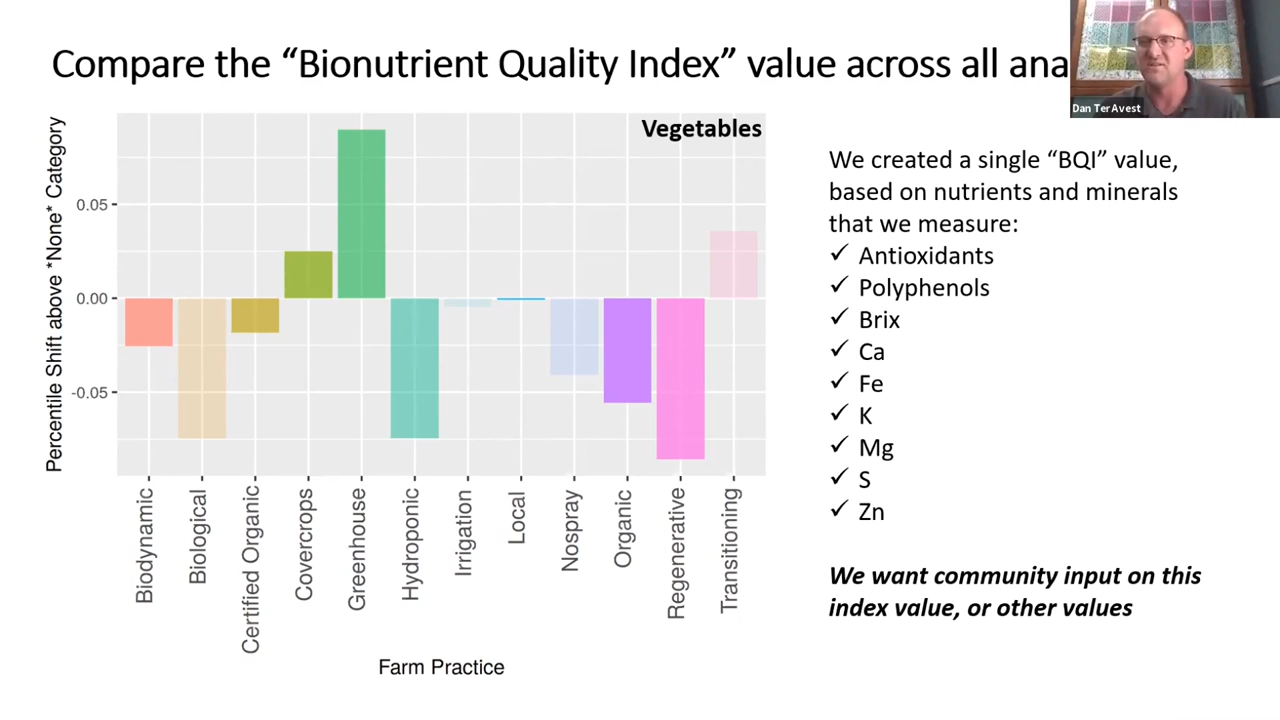 Compare the “Bionutrient Quality Index” value across all ana
Dan TerAvest
Vegetables
Percentile Shift above *None* Category
0.05
0.00
-0.05
Biodynamic
Biological
Certified Organic
Covercrops
Greenhouse
Hydroponic
Irrigation
Local
Nospray
Organic
Regenerative
Transitioning
Farm Practice
We created a single “BQI” value,
based on nutrients and minerals
that we measure:
✓ Antioxidants
✓ Polyphenols
✓ Brix
✓ Ca
✓ Fe
✓ K
✓ Mg
✓ S
✓ Zn
We want community input on this
index value, or other values